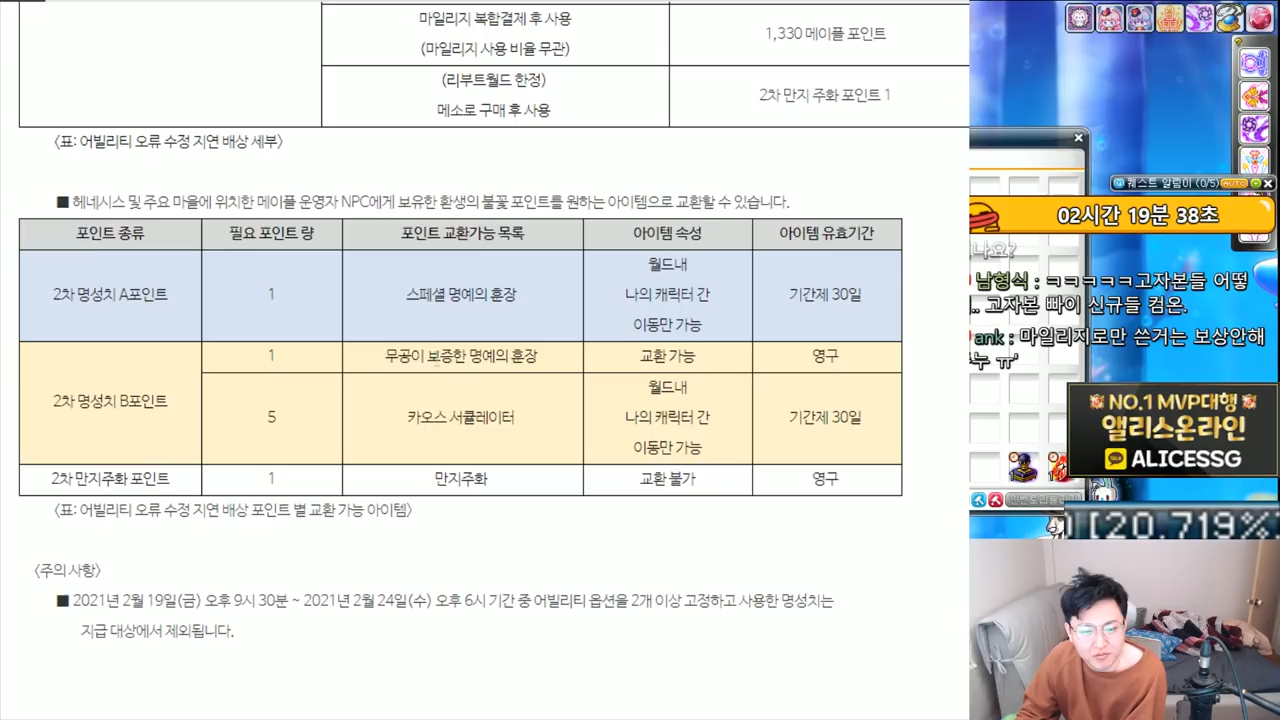 마일리지 복합결제 후 사용
(마일리지 사용 비율 무관)
1,330 메이플 포인트
(리부트월드 한정)
메소로 구매 후 사용
2차 만지 주화 포인트 1
<표: 어빌리티 오류 수정 지연 배상 세부>
■ 헤네시스 및 주요 마을에 위치한 메이플 운영자 NPC에게 보유한 환생의 불꽃 포인트를 원하는 아이템으로 교환할 수 있습니다.
포인트 종류 필요 포인트 량 포인트 교환가능 목록 아이템 속성 아이템 유효기간
2차 명성치 A포인트 1 스페셜 명예의 훈장 월드내
나의 캐릭터 간
이동만 가능
기간제 30일
2차 명성치 B포인트
1 무공이 보증한 명예의 훈장 교환 가능 영구
5 카오스 서큘레이터 월드내
나의 캐릭터 간
이동만 가능
기간제 30일
2차 만지주화 포인트 1 만지주화 교환 불가 영구
<표: 어빌리티 오류 수정 지연 배상 포인트 별 교환 가능 아이템>
<주의 사항>
■ 2021년 2월 19일(금) 오후 9시 30분 ~ 2021년 2월 24일(수) 오후 6시 기간 중 어빌리티 옵션을 2개 이상 고정하고 사용한 명성치는
지급 대상에서 제외됩니다.
퀘스트 알림이 (0/5) AUTO
02시간 19분 38초
나요?
남형식 : ㅋㅋㅋㅋㅋ고자본들 어떻
.. 고자본 빠이 신규들 컴온.
ank : 마일리지로만 쓴거는 보상안해
누 ㅠ'
NO.1 MVP대행
앨리스온라인
TALK ALICESSG
[20.719%]